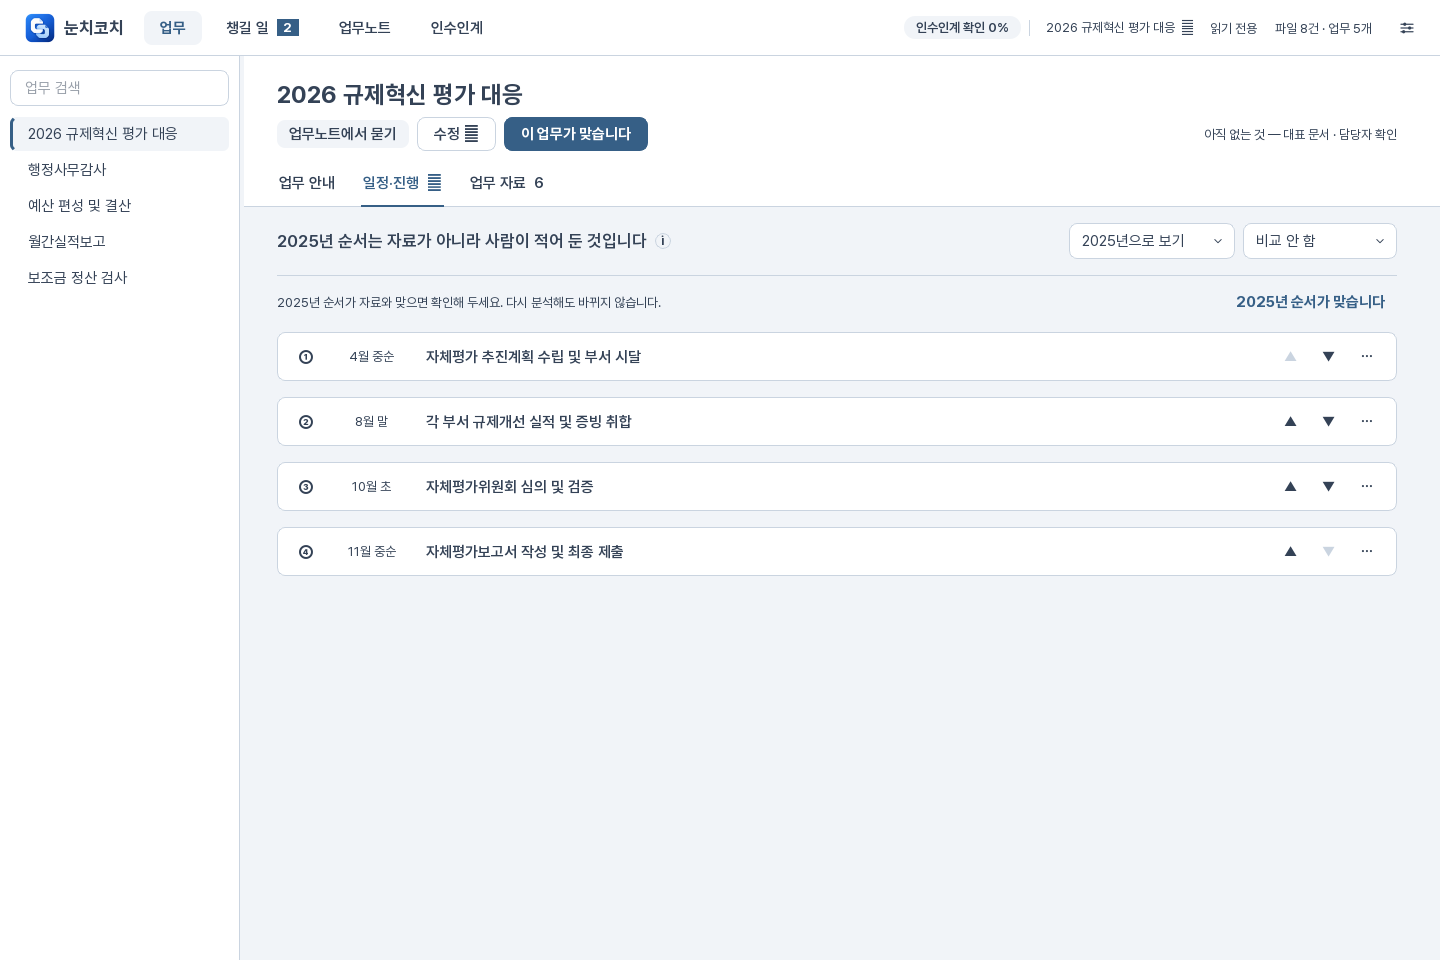 눈치코치
업무
챙길 일 2
업무노트
인수인계
인수인계 확인 0%
2026 규제혁신 평가 대응
읽기 전용
파일 8건 · 업무 5개
업무 검색
2026 규제혁신 평가 대응
행정사무감사
예산 편성 및 결산
월간실적보고
보조금 정산 검사
2026 규제혁신 평가 대응
업무노트에서 묻기
수정
이 업무가 맞습니다
아직 없는 것 — 대표 문서 · 담당자 확인
업무 안내
일정·진행
업무 자료 6
2025년 순서는 자료가 아니라 사람이 적어 둔 것입니다 i
2025년으로 보기
비교 안 함
2025년 순서가 자료와 맞으면 확인해 두세요. 다시 분석해도 바뀌지 않습니다.
2025년 순서가 맞습니다
① 4월 중순 자체평가 추진계획 수립 및 부서 시달 ▲ ▼ ···
② 8월 말 각 부서 규제개선 실적 및 증빙 취합 ▲ ▼ ···
③ 10월 초 자체평가위원회 심의 및 검증 ▲ ▼ ···
④ 11월 중순 자체평가보고서 작성 및 최종 제출 ▲ ▼ ···